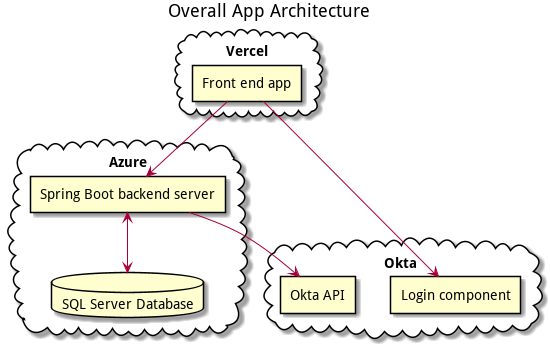 Overall App Architecture
Vercel
Front end app
Azure
Spring Boot backend server
SQL Server Database
Okta
Okta API
Login component